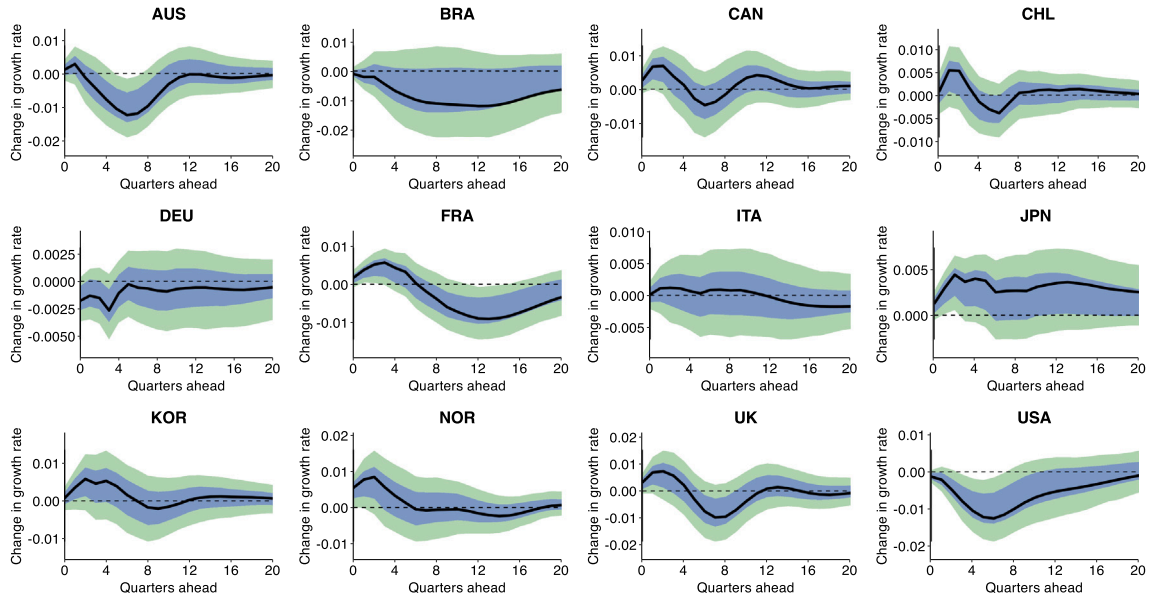 AUS
Change in growth rate
0.01
0.00
-0.01
-0.02
0 4 8 12 16 20
Quarters ahead
BRA
Change in growth rate
0.01
0.00
-0.01
-0.02
0 4 8 12 16 20
Quarters ahead
CAN
Change in growth rate
0.01
0.00
-0.01
0 4 8 12 16 20
Quarters ahead
CHL
Change in growth rate
0.010
0.005
0.000
-0.005
-0.010
0 4 8 12 16 20
Quarters ahead
DEU
Change in growth rate
0.0025
0.0000
-0.0025
-0.0050
0 4 8 12 16 20
Quarters ahead
FRA
Change in growth rate
0.01
0.00
-0.01
0 4 8 12 16 20
Quarters ahead
ITA
Change in growth rate
0.010
0.005
0.000
-0.005
0 4 8 12 16 20
Quarters ahead
JPN
Change in growth rate
0.005
0.000
0 4 8 12 16 20
Quarters ahead
KOR
Change in growth rate
0.01
0.00
-0.01
0 4 8 12 16 20
Quarters ahead
NOR
Change in growth rate
0.02
0.01
0.00
-0.01
0 4 8 12 16 20
Quarters ahead
UK
Change in growth rate
0.02
0.01
0.00
-0.01
-0.02
0 4 8 12 16 20
Quarters ahead
USA
Change in growth rate
0.01
0.00
-0.01
-0.02
0 4 8 12 16 20
Quarters ahead